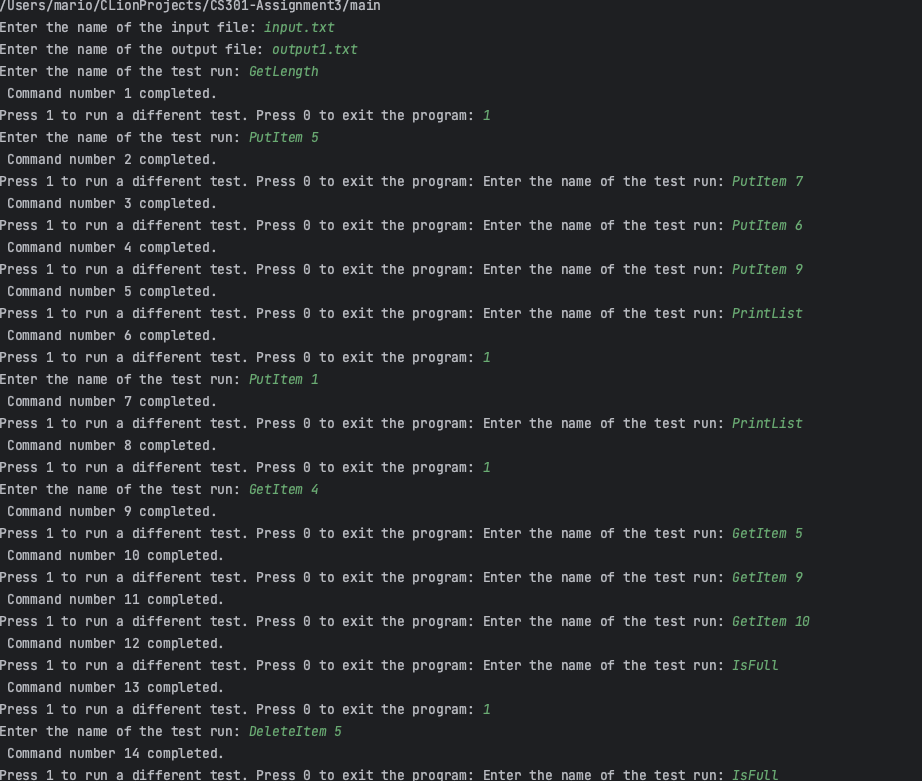 /Users/mario/CLionProjects/CS301-Assignment3/main
Enter the name of the input file: input.txt
Enter the name of the output file: output1.txt
Enter the name of the test run: GetLength
 Command number 1 completed.
Press 1 to run a different test. Press 0 to exit the program: 1
Enter the name of the test run: PutItem 5
 Command number 2 completed.
Press 1 to run a different test. Press 0 to exit the program: Enter the name of the test run: PutItem 7
 Command number 3 completed.
Press 1 to run a different test. Press 0 to exit the program: Enter the name of the test run: PutItem 6
 Command number 4 completed.
Press 1 to run a different test. Press 0 to exit the program: Enter the name of the test run: PutItem 9
 Command number 5 completed.
Press 1 to run a different test. Press 0 to exit the program: Enter the name of the test run: PrintList
 Command number 6 completed.
Press 1 to run a different test. Press 0 to exit the program: 1
Enter the name of the test run: PutItem 1
 Command number 7 completed.
Press 1 to run a different test. Press 0 to exit the program: Enter the name of the test run: PrintList
 Command number 8 completed.
Press 1 to run a different test. Press 0 to exit the program: 1
Enter the name of the test run: GetItem 4
 Command number 9 completed.
Press 1 to run a different test. Press 0 to exit the program: Enter the name of the test run: GetItem 5
 Command number 10 completed.
Press 1 to run a different test. Press 0 to exit the program: Enter the name of the test run: GetItem 9
 Command number 11 completed.
Press 1 to run a different test. Press 0 to exit the program: Enter the name of the test run: GetItem 10
 Command number 12 completed.
Press 1 to run a different test. Press 0 to exit the program: Enter the name of the test run: IsFull
 Command number 13 completed.
Press 1 to run a different test. Press 0 to exit the program: 1
Enter the name of the test run: DeleteItem 5
 Command number 14 completed.
Press 1 to run a different test. Press 0 to exit the program: Enter the name of the test run: IsFull